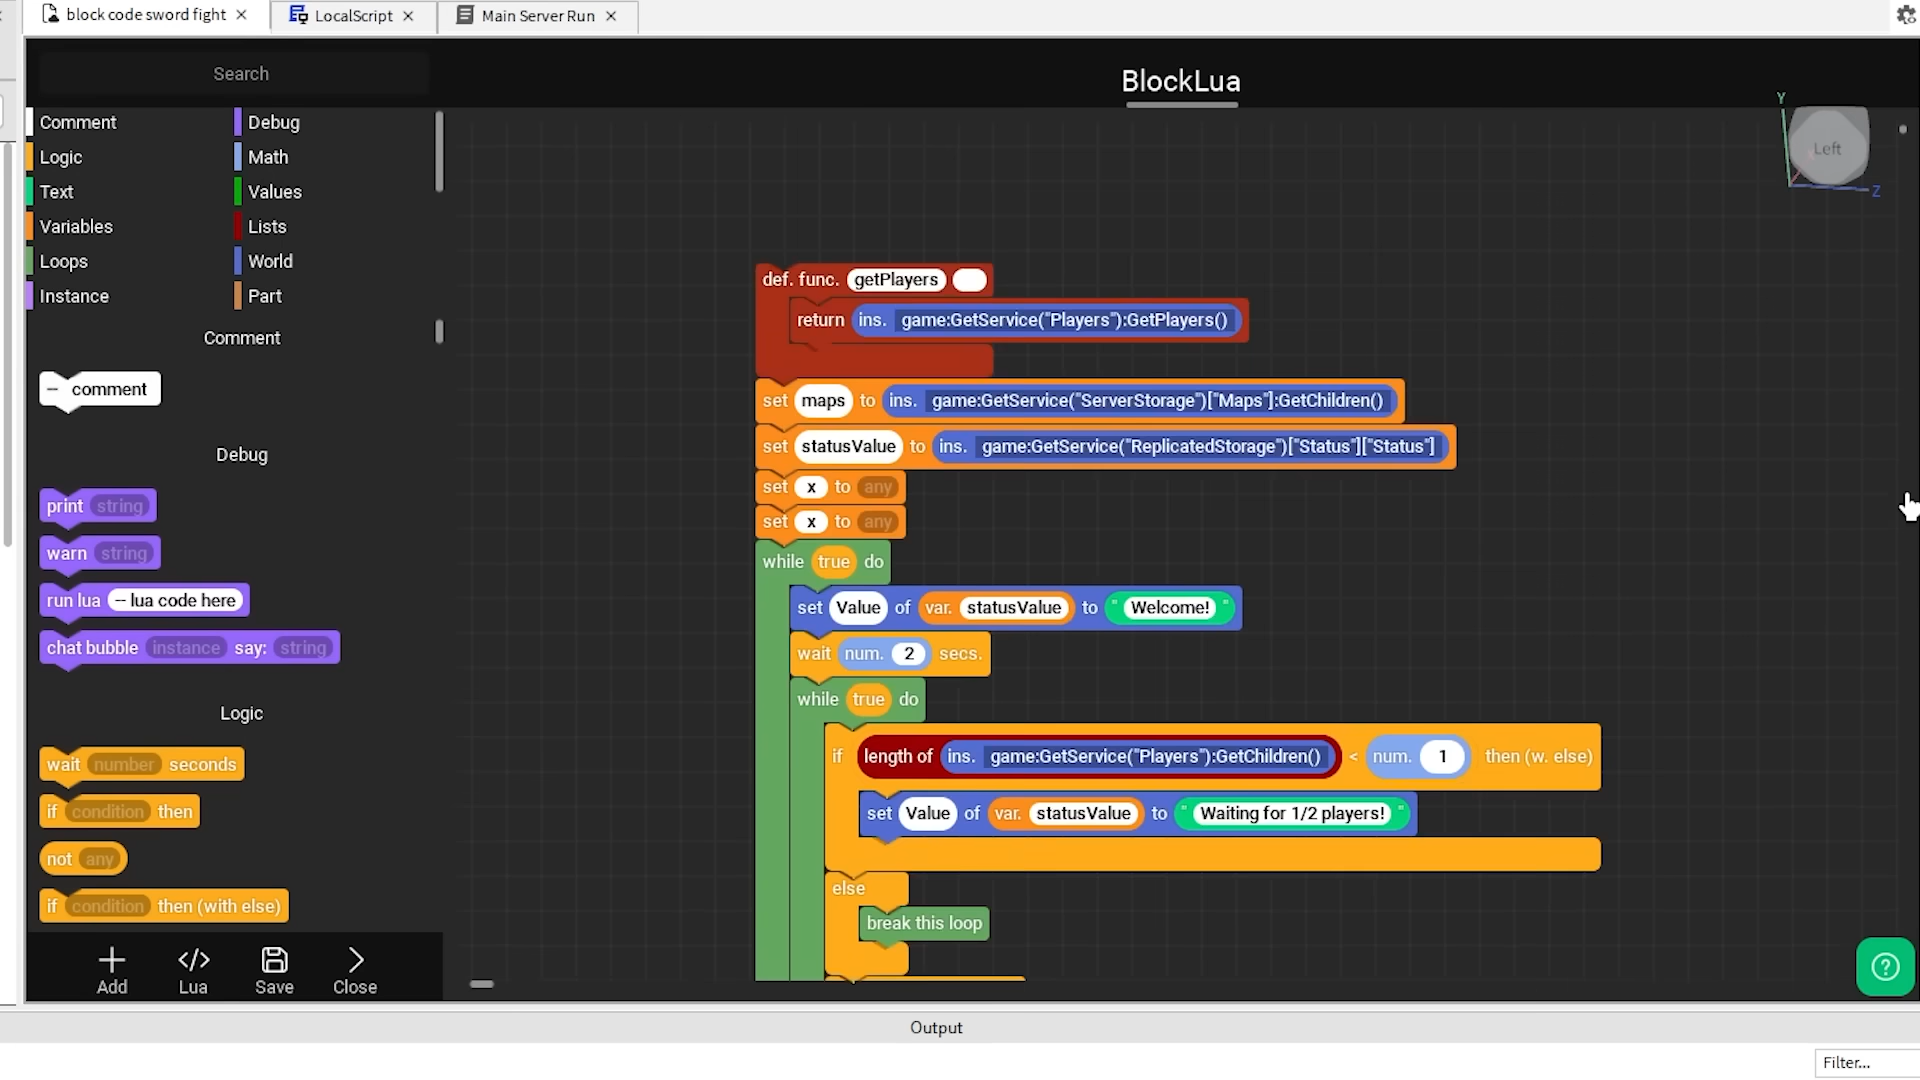 block code sword fight
LocalScript
Main Server Run
Search
BlockLua
Comment
Debug
Logic
Math
Text
Values
Variables
Lists
Loops
World
Instance
Part
Y
Left
Z
Comment
-- comment
Debug
print string
warn string
run lua -- lua code here
chat bubble instance say: string
Logic
wait number seconds
if condition then
not any
if condition then (with else)
Add
Lua
Save
Close
def. func. getPlayers
return ins. game:GetService("Players"):GetPlayers()
set maps to ins. game:GetService("ServerStorage")["Maps"]:GetChildren()
set statusValue to ins. game:GetService("ReplicatedStorage")["Status"]["Status"]
set x to any
set x to any
while true do
set Value of var. statusValue to " Welcome! "
wait num. 2 secs.
while true do
if length of ins. game:GetService("Players"):GetChildren() < num. 1 then (w. else)
set Value of var. statusValue to " Waiting for 1/2 players! "
else
break this loop
Output
Filter...